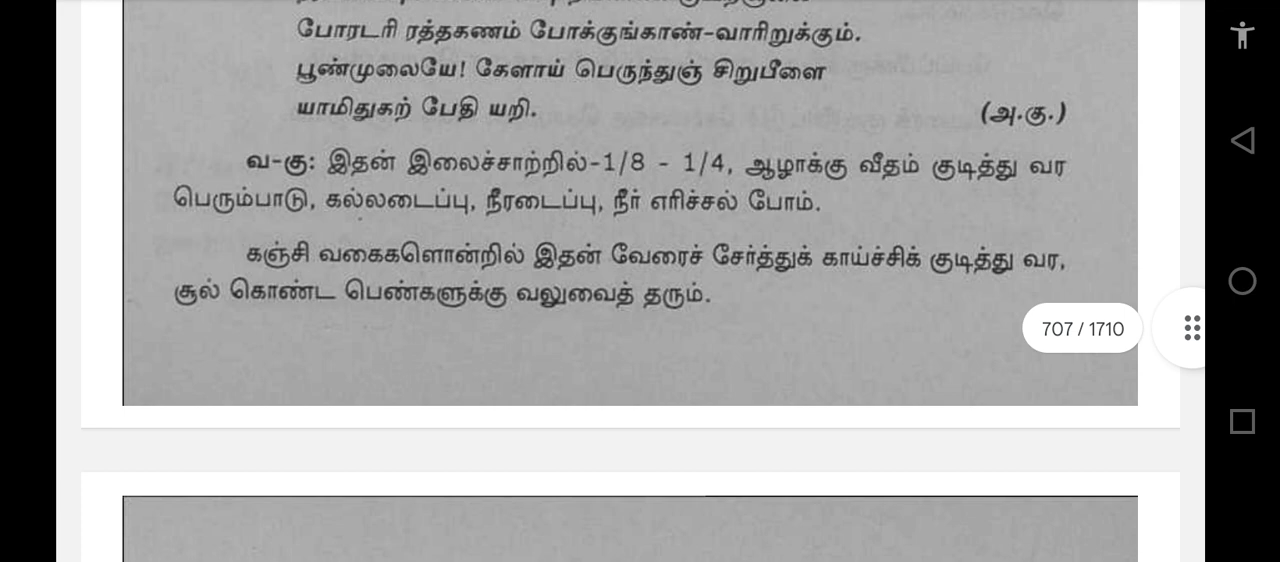 போரடரி ரத்தகணம் போக்குங்காண்-வாரிறுக்கும்.
பூண்முலையே! கேளாய் பெருந்துஞ் சிறுபீளை
யாமிதுகற் பேதி யறி. (அ.கு.)
வ-கு: இதன் இலைச்சாற்றில்-1/8 - 1/4, ஆழாக்கு வீதம் குடித்து வர
பெரும்பாடு, கல்லடைப்பு, நீரடைப்பு, நீர் எரிச்சல் போம்.
கஞ்சி வகைகளொன்றில் இதன் வேரைச் சேர்த்துக் காய்ச்சிக் குடித்து வர,
சூல் கொண்ட பெண்களுக்கு வலுவைத் தரும்.
707 / 1710